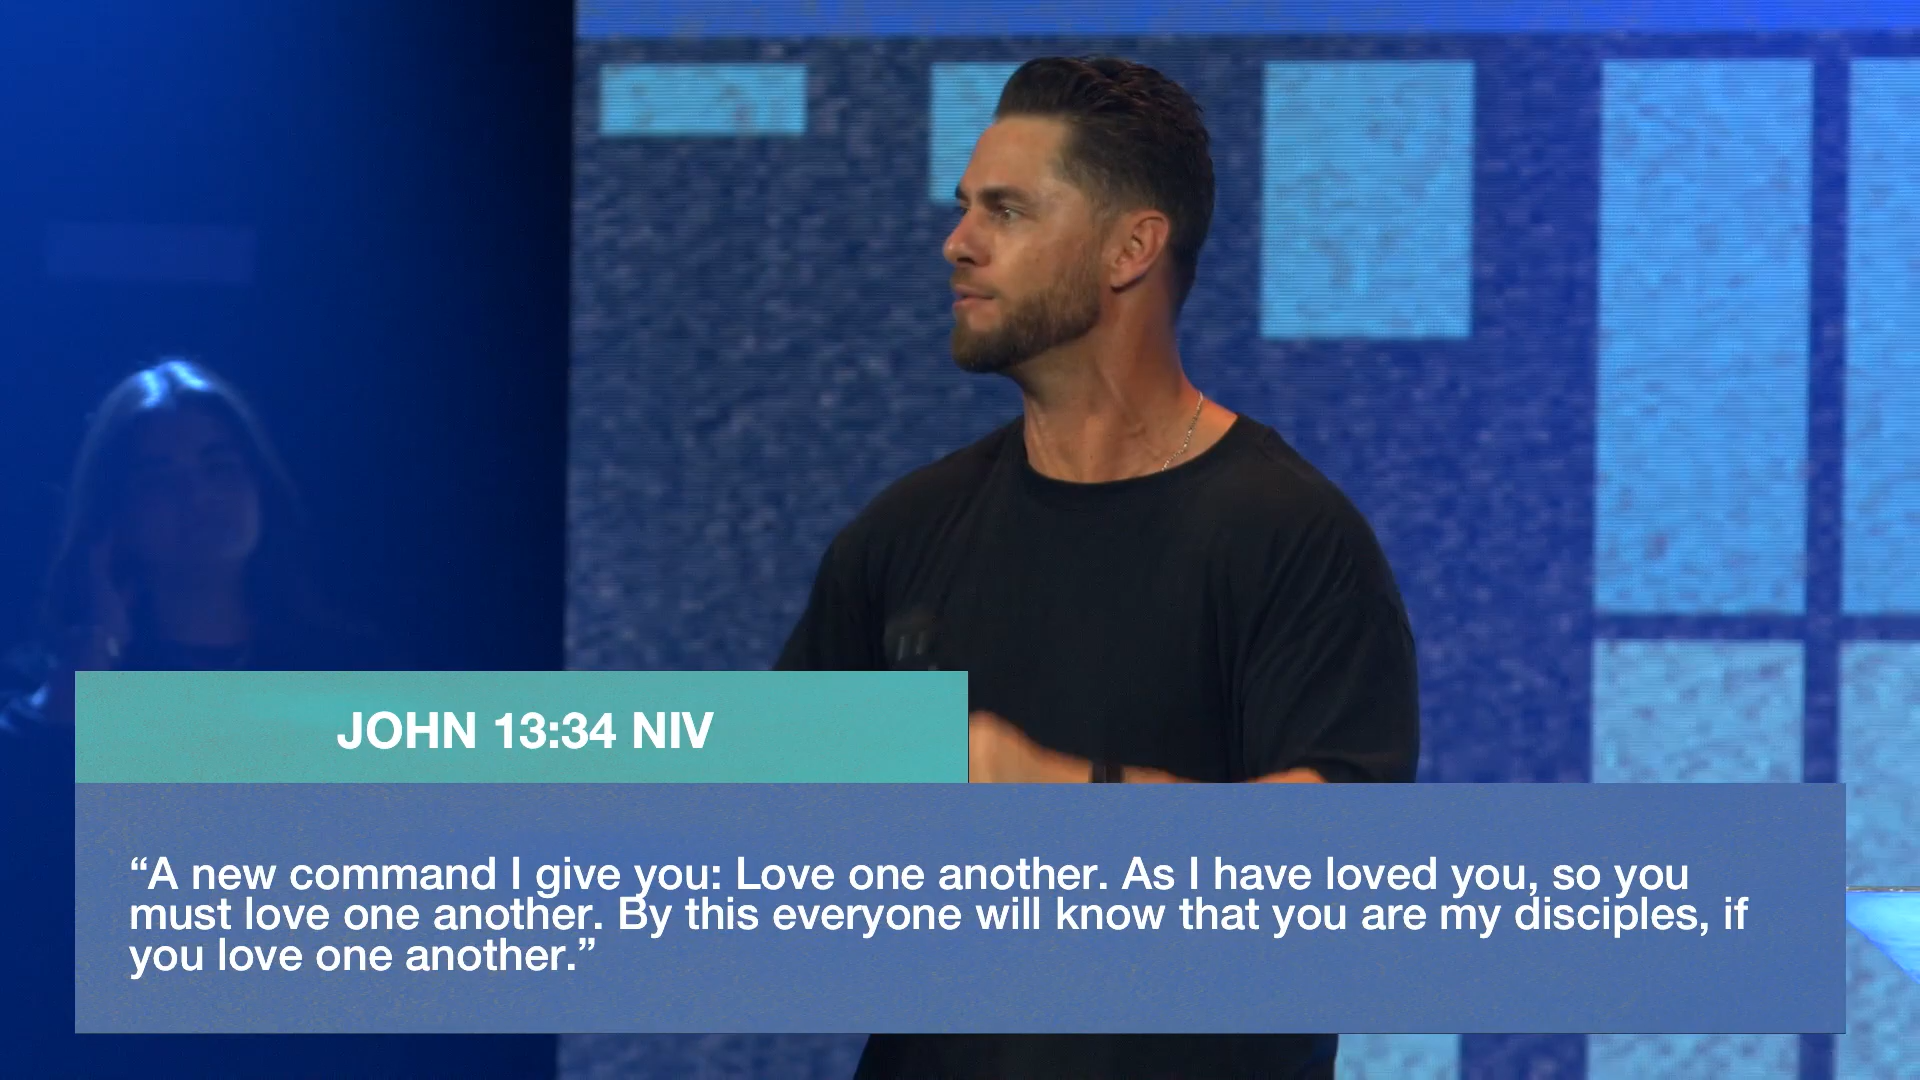 JOHN 13:34 NIV
“A new command I give you: Love one another. As I have loved you, so you
must love one another. By this everyone will know that you are my disciples, if
you love one another.”